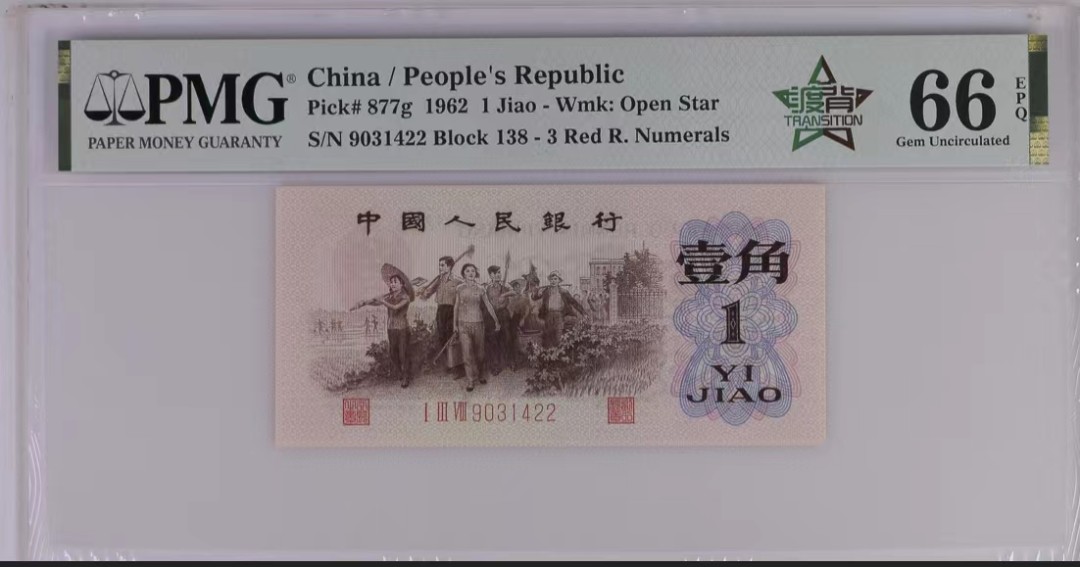 PMG®
PAPER MONEY GUARANTY
China / People's Republic
Pick# 877g 1962 1 Jiao - Wmk: Open Star
S/N 9031422 Block 138 - 3 Red R. Numerals
渡背
TRANSITION
66
EPQ
Gem Uncirculated
中國人民銀行
壹角
1
YI
JIAO
I III VIII 9031422